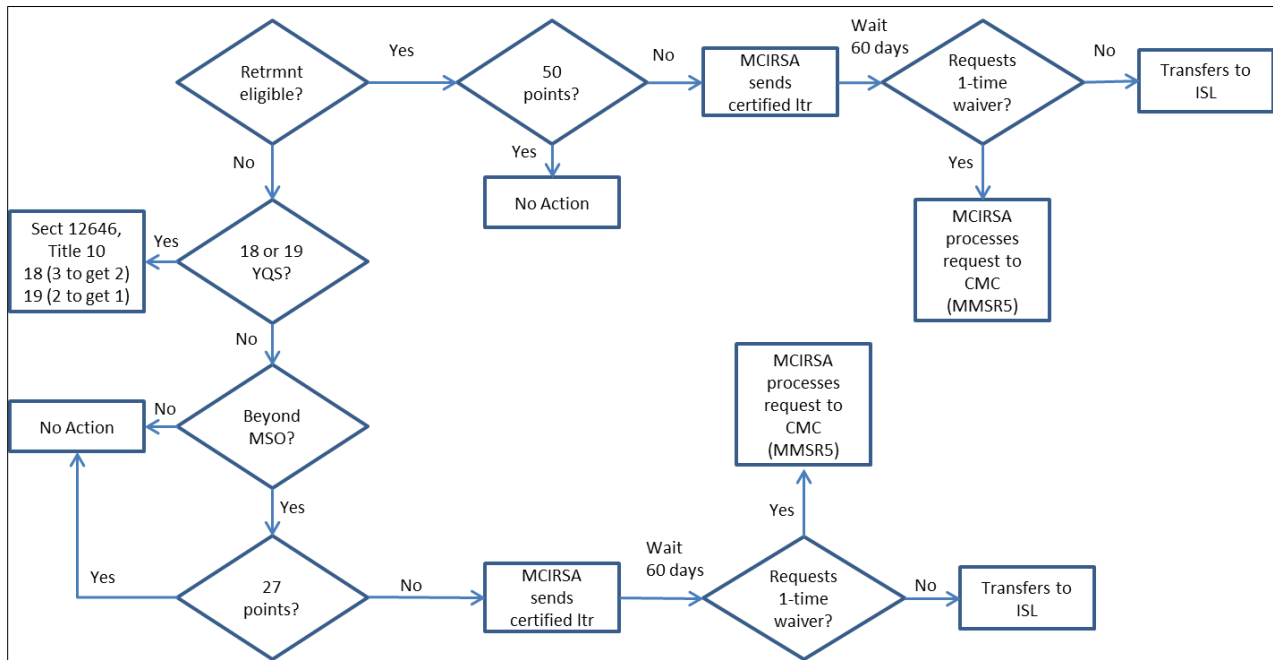 Retrmnt
eligible?
Yes
50
points?
No
MCIRSA
sends
certified ltr
Wait
60 days
Requests
1-time
waiver?
No
Transfers to
ISL
No
Yes
No Action
Yes
MCIRSA
processes
request to
CMC
(MMSR5)
Sect 12646,
Title 10
18 (3 to get 2)
19 (2 to get 1)
Yes
18 or 19
YQS?
No
No Action
No
Beyond
MSO?
MCIRSA
processes
request to
CMC
(MMSR5)
Yes
Yes
Yes
27
points?
No
MCIRSA
sends
certified ltr
Wait
60 days
Requests
1-time
waiver?
No
Transfers to
ISL